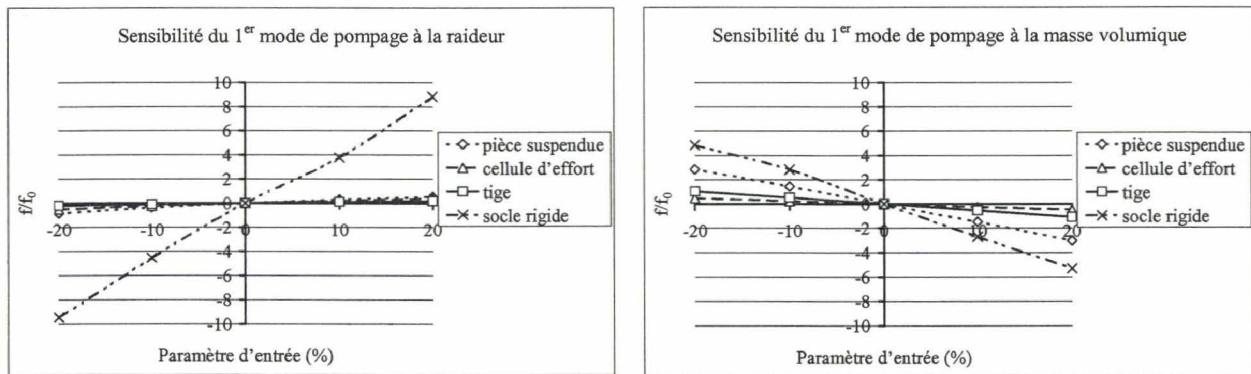 Sensibilité du 1er mode de pompage à la raideur
10
8
6
4
2
0
-2
-4
-6
-8
-10
-20
-10
0
10
20
f/f0
Paramètre d'entrée (%)
pièce suspendue
cellule d'effort
tige
socle rigide
Sensibilité du 1er mode de pompage à la masse volumique
10
8
6
4
2
0
-2
-4
-6
-8
-10
-20
-10
0
10
20
f/f0
Paramètre d'entrée (%)
pièce suspendue
cellule d'effort
tige
socle rigide